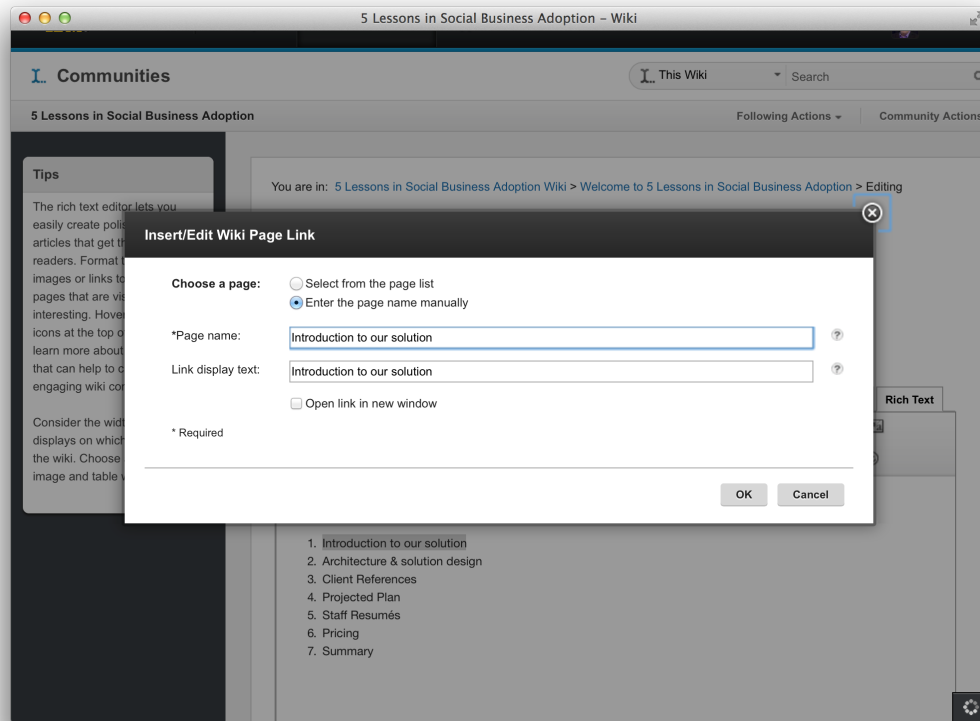 5 Lessons in Social Business Adoption – Wiki
Communities
This Wiki
Search
5 Lessons in Social Business Adoption
Following Actions
Community Actions
Tips
You are in: 5 Lessons in Social Business Adoption Wiki > Welcome to 5 Lessons in Social Business Adoption > Editing
The rich text editor lets you
easily create
articles that get
readers. Format
images or links to
pages that are
interesting.
icons at the top
learn more about
that can help to
engaging wiki
Consider the
displays on which
the wiki. Choose
image and table
Insert/Edit Wiki Page Link
Choose a page:
Select from the page list
Enter the page name manually
*Page name:
Introduction to our solution
?
Link display text:
Introduction to our solution
?
Open link in new window
* Required
OK
Cancel
Rich Text
1. Introduction to our solution
2. Architecture & solution design
3. Client References
4. Projected Plan
5. Staff Resumés
6. Pricing
7. Summary